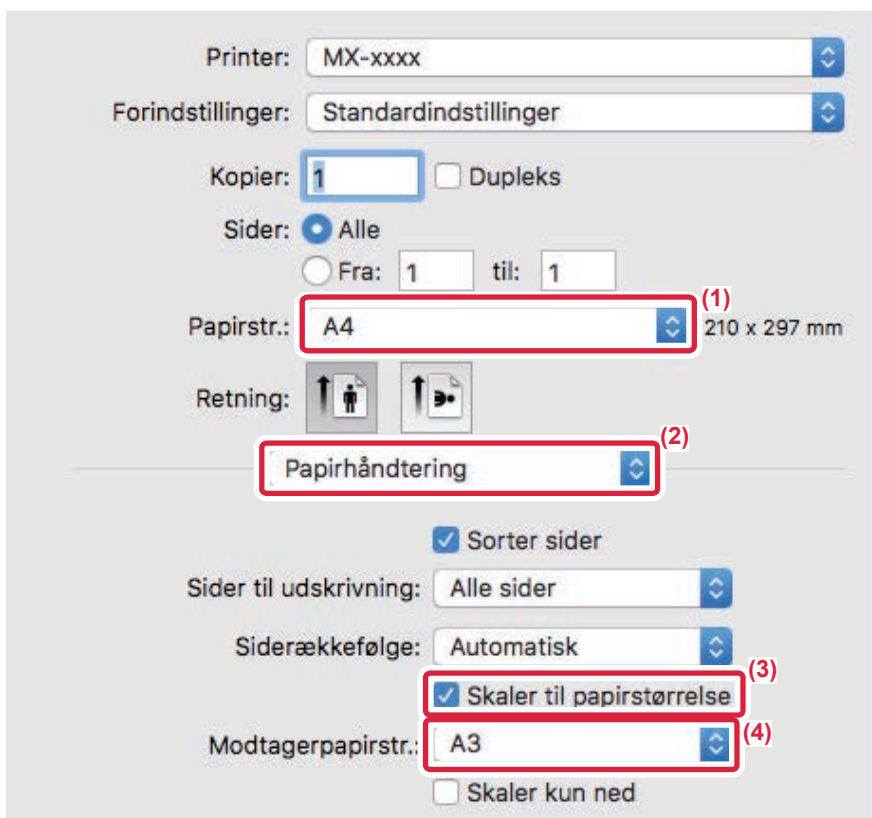 Printer: MX-xxxx
Forindstillinger: Standardindstillinger
Kopier: 1 Dupleks
Sider: Alle
Fra: 1 til: 1
(1)
Papirstr.: A4 210 x 297 mm
Retning:
(2)
Papirhåndtering
Sorter sider
Sider til udskrivning: Alle sider
Siderækkefølge: Automatisk
(3)
Skaler til papirstørrelse
Modtagerpapirstr.: A3 (4)
Skaler kun ned